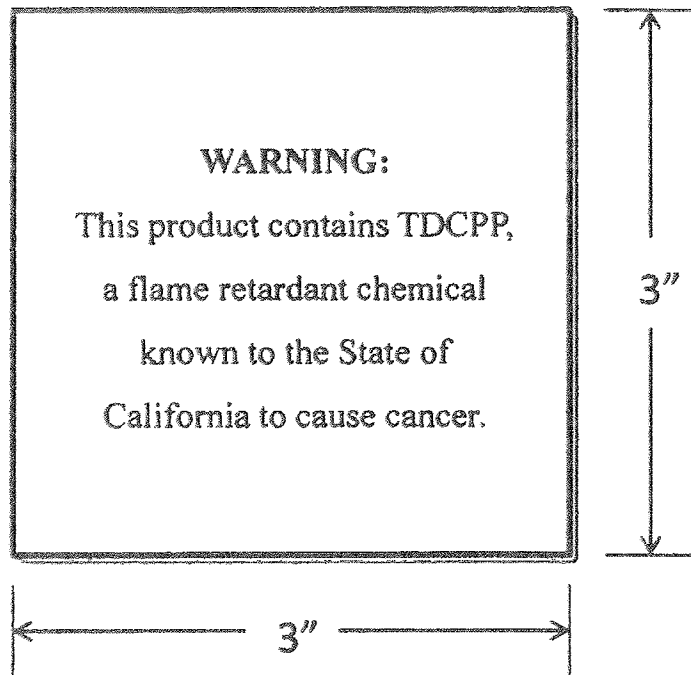 WARNING:
This product contains TDCPP,
a flame retardant chemical
known to the State of
California to cause cancer.
3"
3"